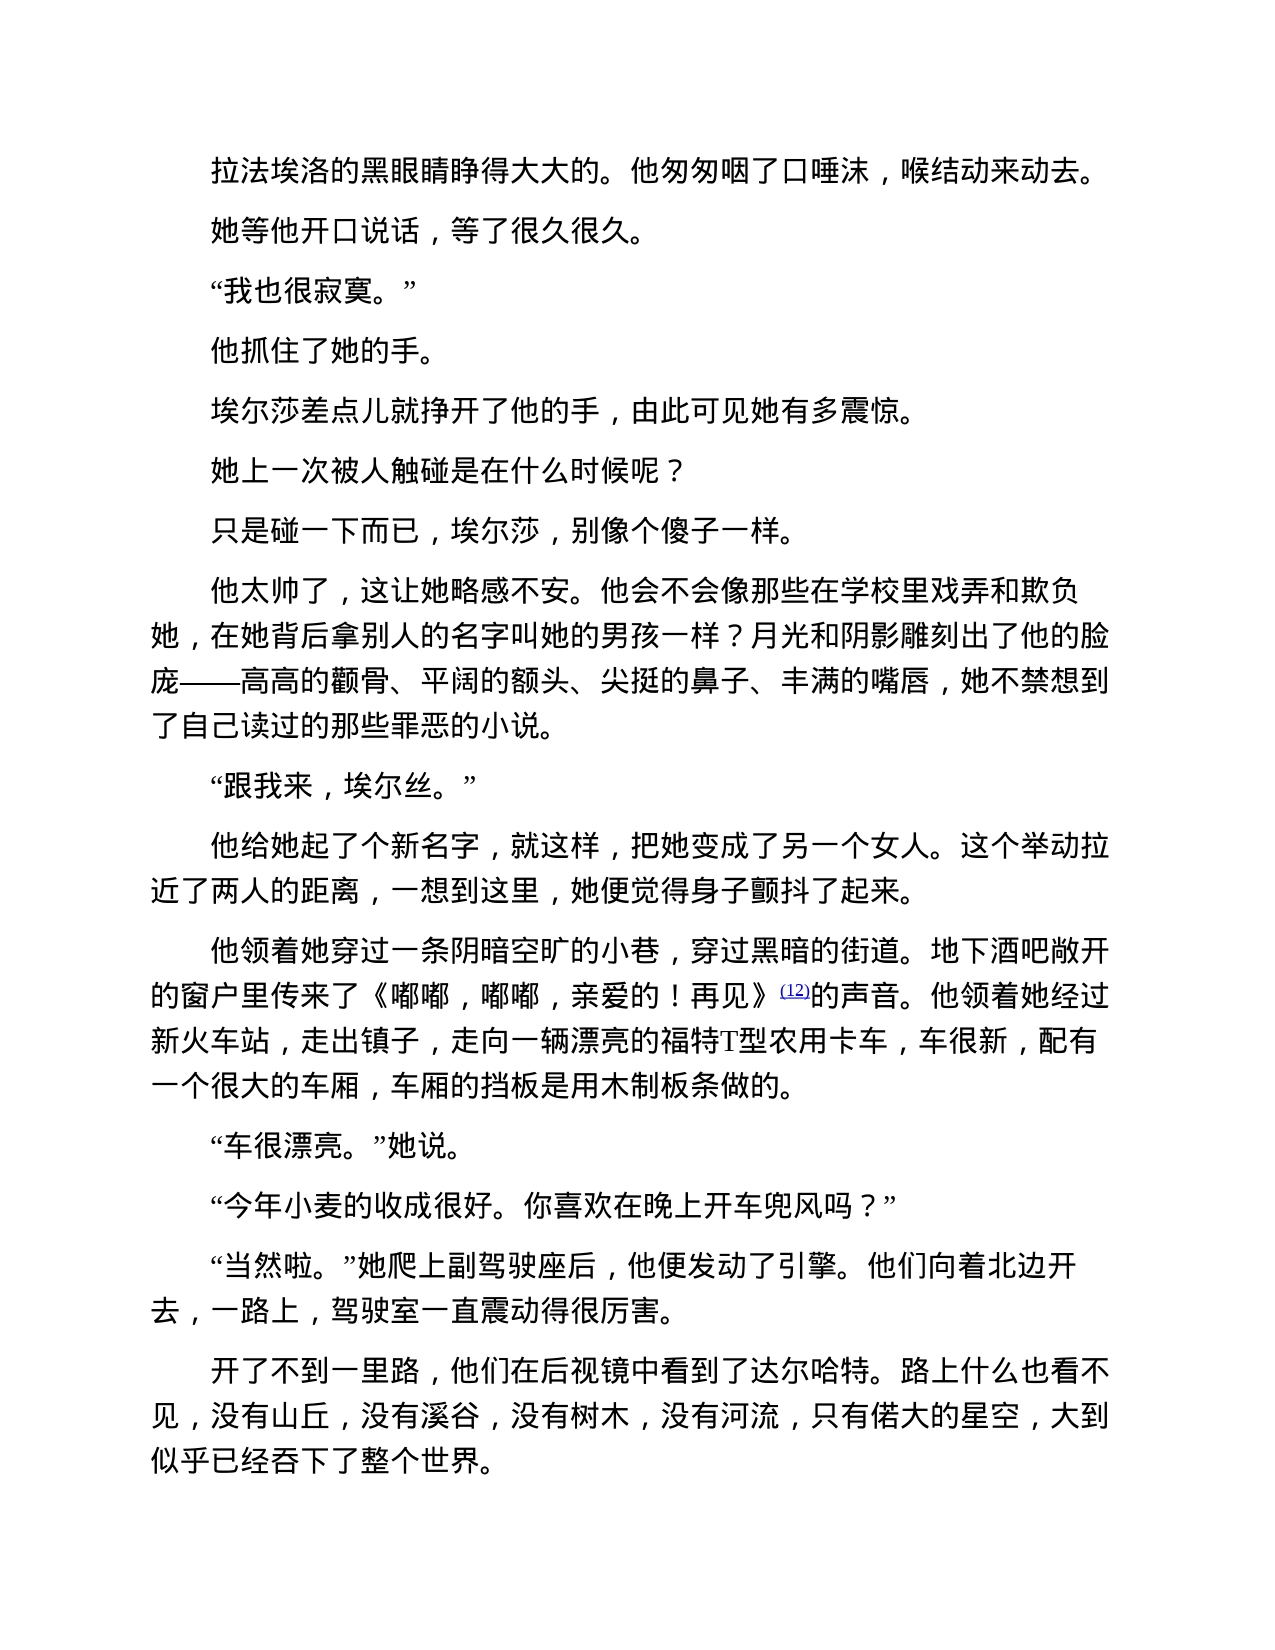 拉法埃洛的黑眼睛睁得大大的。他匆匆咽了口唾沫，喉结动来动去。
她等他开口说话，等了很久很久。
“我也很寂寞。”
他抓住了她的手。
埃尔莎差点儿就挣开了他的手，由此可见她有多震惊。
她上一次被人触碰是在什么时候呢？
只是碰一下而已，埃尔莎，别像个傻子一样。
他太帅了，这让她略感不安。他会不会像那些在学校里戏弄和欺负
她，在她背后拿别人的名字叫她的男孩一样？月光和阴影雕刻出了他的脸
庞——高高的颧骨、平阔的额头、尖挺的鼻子、丰满的嘴唇，她不禁想到
了自己读过的那些罪恶的小说。
“跟我来，埃尔丝。”
他给她起了个新名字，就这样，把她变成了另一个女人。这个举动拉
近了两人的距离，一想到这里，她便觉得身子颤抖了起来。
他领着她穿过一条阴暗空旷的小巷，穿过黑暗的街道。地下酒吧敞开
的窗户里传来了《嘟嘟，嘟嘟，亲爱的！再见》(12)的声音。他领着她经过
新火车站，走出镇子，走向一辆漂亮的福特T型农用卡车，车很新，配有
一个很大的车厢，车厢的挡板是用木制板条做的。
“车很漂亮。”她说。
“今年小麦的收成很好。你喜欢在晚上开车兜风吗？”
“当然啦。”她爬上副驾驶座后，他便发动了引擎。他们向着北边开
去，一路上，驾驶室一直震动得很厉害。
开了不到一里路，他们在后视镜中看到了达尔哈特。路上什么也看不
见，没有山丘，没有溪谷，没有树木，没有河流，只有偌大的星空，大到
似乎已经吞下了整个世界。